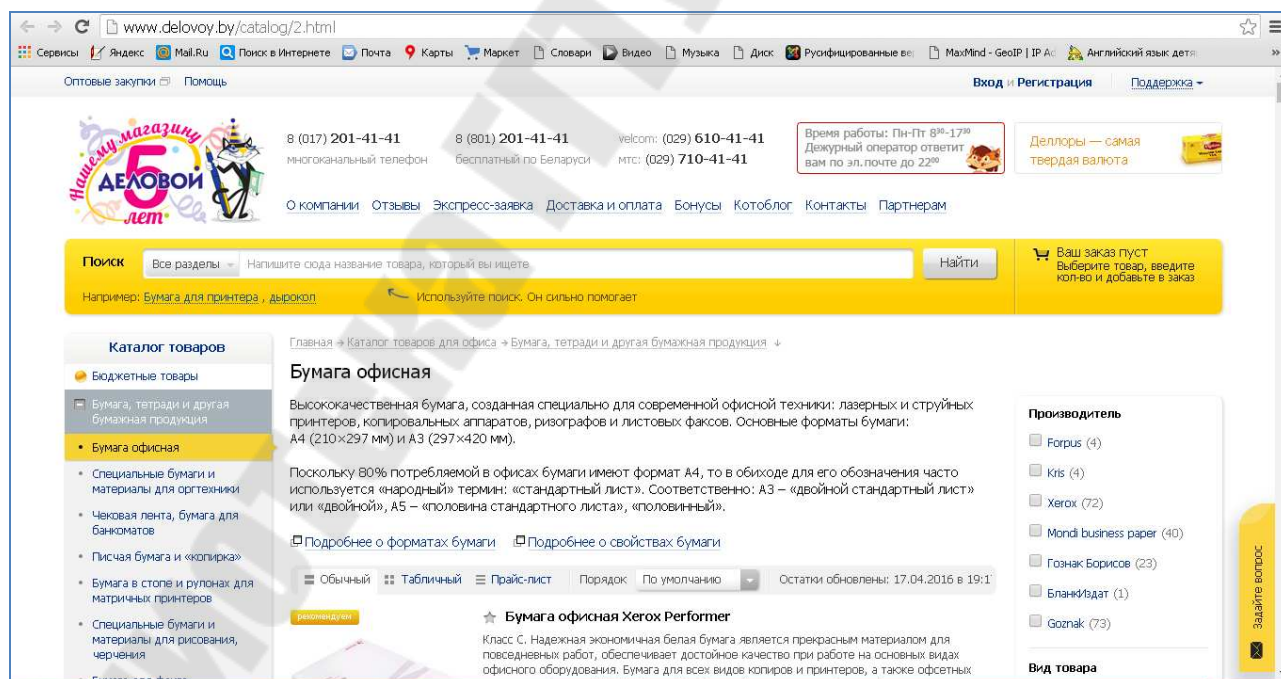 www.delovoy.by/catalog/2.html
Сервисы Яндекс Mail.Ru Поиск в Интернете Почта Карты Маркет Словари Видео Музыка Диск Русифицированные ве MaxMind - GeoIP | IP Ac Английский язык детя »
Оптовые закупки Помощь Вход и Регистрация Поддержка
Нашему магазину
5
ДЕЛОВОЙ
лет
8 (017) 201-41-41 8 (801) 201-41-41 velcom: (029) 610-41-41
многоканальный телефон бесплатный по Беларуси мтс: (029) 710-41-41
Время работы: Пн-Пт 8³⁰-17³⁰
Дежурный оператор ответит
вам по эл.почте до 22⁰⁰
Деллоры — самая
твердая валюта
О компании Отзывы Экспресс-заявка Доставка и оплата Бонусы Котоблог Контакты Партнерам
Поиск Все разделы Напишите сюда название товара, который вы ищете Найти
Например: Бумага для принтера , дырокол Используйте поиск. Он сильно помогает
Ваш заказ пуст
Выберите товар, введите
кол-во и добавьте в заказ
Каталог товаров
Бюджетные товары
Бумага, тетради и другая
бумажная продукция
• Бумага офисная
• Специальные бумаги и
материалы для оргтехники
• Чековая лента, бумага для
банкоматов
• Писчая бумага и «копирка»
• Бумага в стопе и рулонах для
матричных принтеров
• Специальные бумаги и
материалы для рисования,
черчения
Главная → Каталог товаров для офиса → Бумага, тетради и другая бумажная продукция ↓
Бумага офисная
Высококачественная бумага, созданная специально для современной офисной техники: лазерных и струйных
принтеров, копировальных аппаратов, ризографов и листовых факсов. Основные форматы бумаги:
А4 (210×297 мм) и А3 (297×420 мм).
Поскольку 80% потребляемой в офисах бумаги имеют формат А4, то в обиходе для его обозначения часто
используется «народный» термин: «стандартный лист». Соответственно: А3 – «двойной стандартный лист»
или «двойной», А5 – «половина стандартного листа», «половинный».
Подробнее о форматах бумаги Подробнее о свойствах бумаги
Обычный Табличный Прайс-лист Порядок По умолчанию Остатки обновлены: 17.04.2016 в 19:1
рекомендуем
Бумага офисная Xerox Performer
Класс С. Надежная экономичная белая бумага является прекрасным материалом для
повседневных работ, обеспечивает достойное качество при работе на основных видах
офисного оборудования. Бумага для всех видов копиров и принтеров, а также офсетных
Производитель
Forpus (4)
Kris (4)
Xerox (72)
Mondi business paper (40)
Гознак Борисов (23)
БланкИздат (1)
Goznak (73)
Вид товара
Задайте вопрос